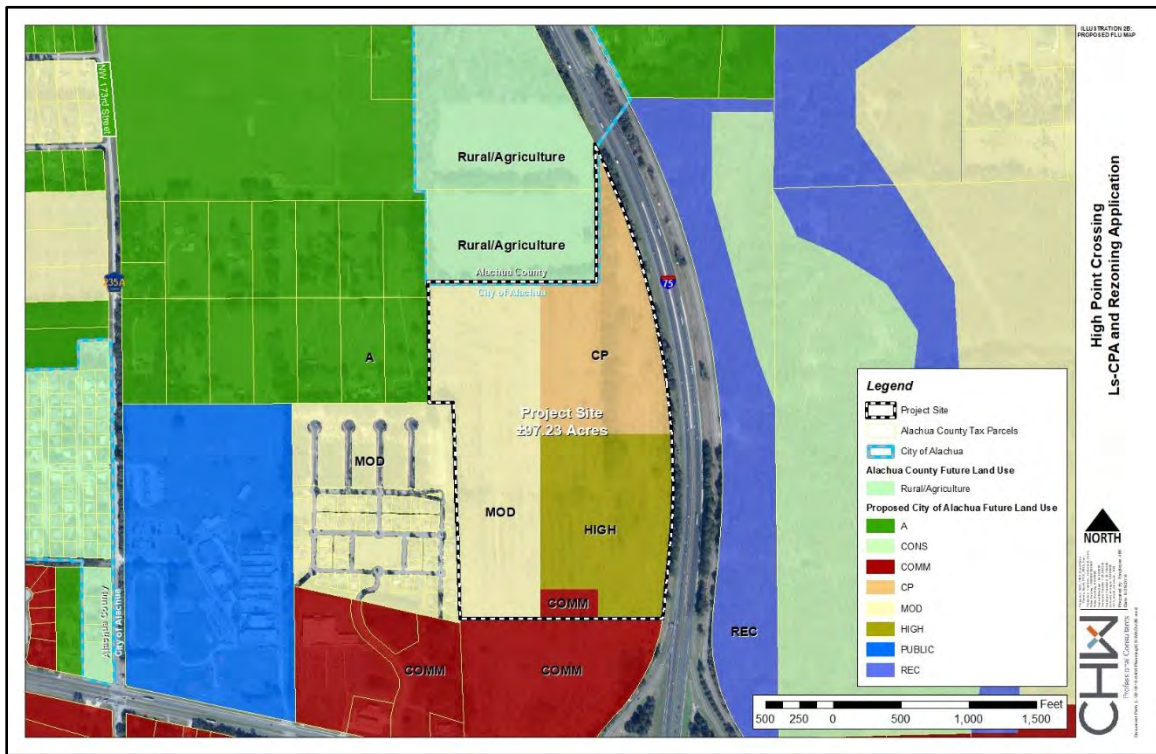 ILLUSTRATION 2B:
PROPOSED FLU MAP
High Point Crossing
Ls-CPA and Rezoning Application
NW 173rd Street
Rural/Agriculture
Rural/Agriculture
Alachua County
City of Alachua
235A
75
A
CP
Project Site
±97.23 Acres
MOD
MOD
HIGH
COMM
COMM
COMM
REC
Alachua County
City of Alachua
Legend
Project Site
Alachua County Tax Parcels
City of Alachua
Alachua County Future Land Use
Rural/Agriculture
Proposed City of Alachua Future Land Use
A
CONS
COMM
CP
MOD
HIGH
PUBLIC
REC
Feet
500 250 0 500 1,000 1,500
NORTH
CHW
Professional Consultants